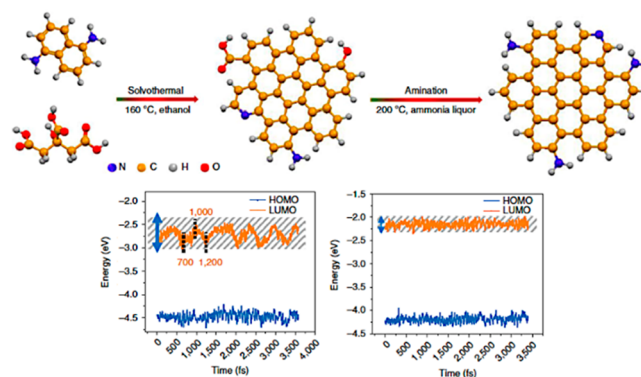 Solvothermal
160 °C, ethanol
Amination
200 °C, ammonia liquor
N C H O
HOMO
LUMO
Energy (eV)
−2.0
−2.5
−3.0
−3.5
−4.0
−4.5
−5.0
1,000
700
1,200
0
500
1,000
1,500
2,000
2,500
3,000
3,500
4,000
Time (fs)
HOMO
LUMO
Energy (eV)
−1.5
−2.0
−2.5
−3.0
−3.5
−4.0
−4.5
−5.0
0
500
1,000
1,500
2,000
2,500
3,000
3,500
Time (fs)